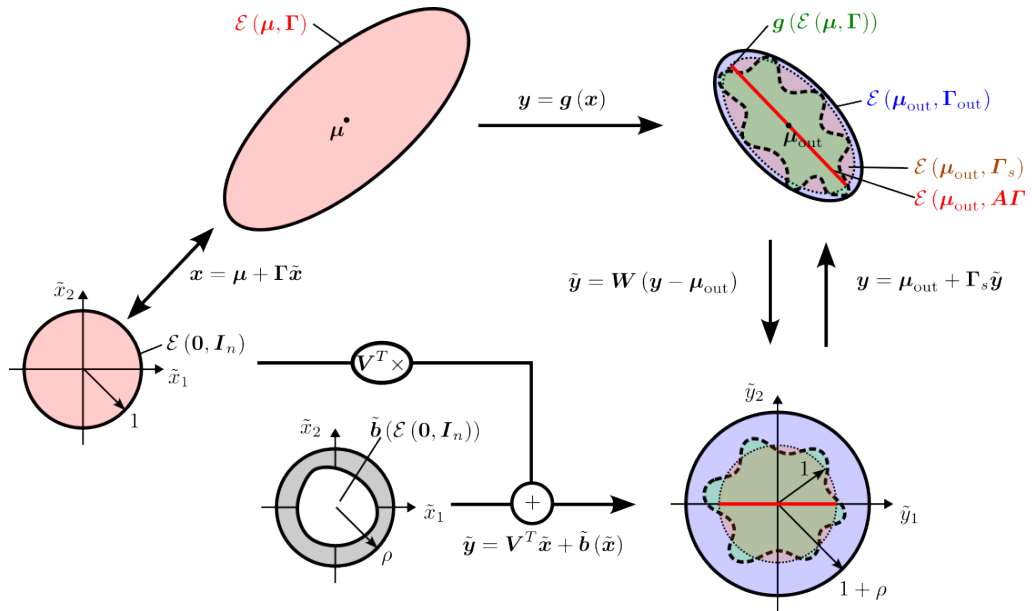 𝓔(μ, Γ)
g(𝓔(μ, Γ))
y = g(x)
𝓔(μ_out, Γ_out)
μ
μ_out
𝓔(μ_out, Γ_s)
𝓔(μ_out, AΓ
x = μ + Γx̃
ỹ = W(y − μ_out)
y = μ_out + Γ_s ỹ
x̃_2
𝓔(0, I_n)
x̃_1
1
V^T ×
x̃_2
b̃(𝓔(0, I_n))
x̃_1
ρ
+
ỹ = V^T x̃ + b̃(x̃)
ỹ_2
1
ỹ_1
1 + ρ